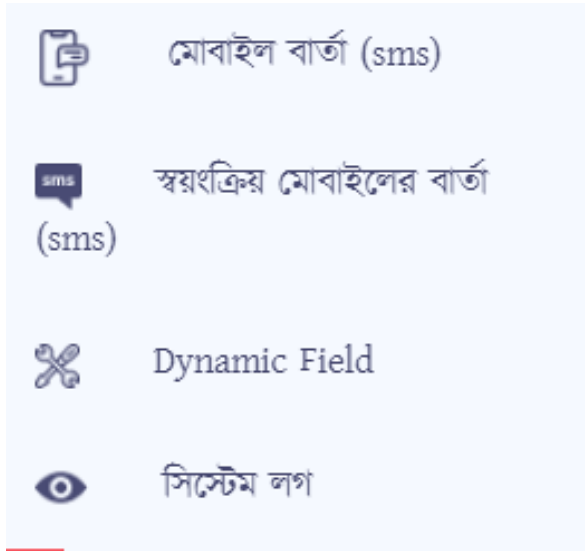 মোবাইল বার্তা (sms)
sms স্বয়ংক্রিয় মোবাইলের বার্তা
(sms)
Dynamic Field
সিস্টেম লগ